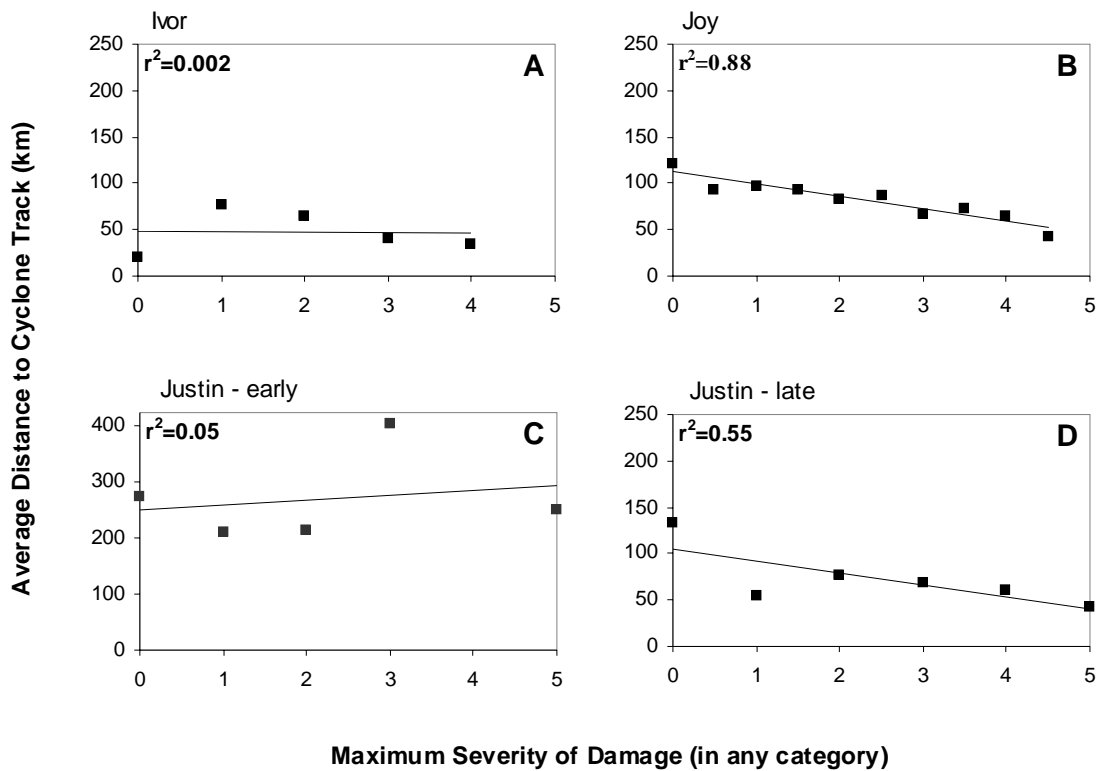 Ivor
r²=0.002
A
250
200
150
100
50
0
0 1 2 3 4 5
Joy
r²=0.88
B
250
200
150
100
50
0
0 1 2 3 4 5
Average Distance to Cyclone Track (km)
Justin - early
r²=0.05
C
400
300
200
100
0
0 1 2 3 4 5
Justin - late
r²=0.55
D
250
200
150
100
50
0
0 1 2 3 4 5
Maximum Severity of Damage (in any category)